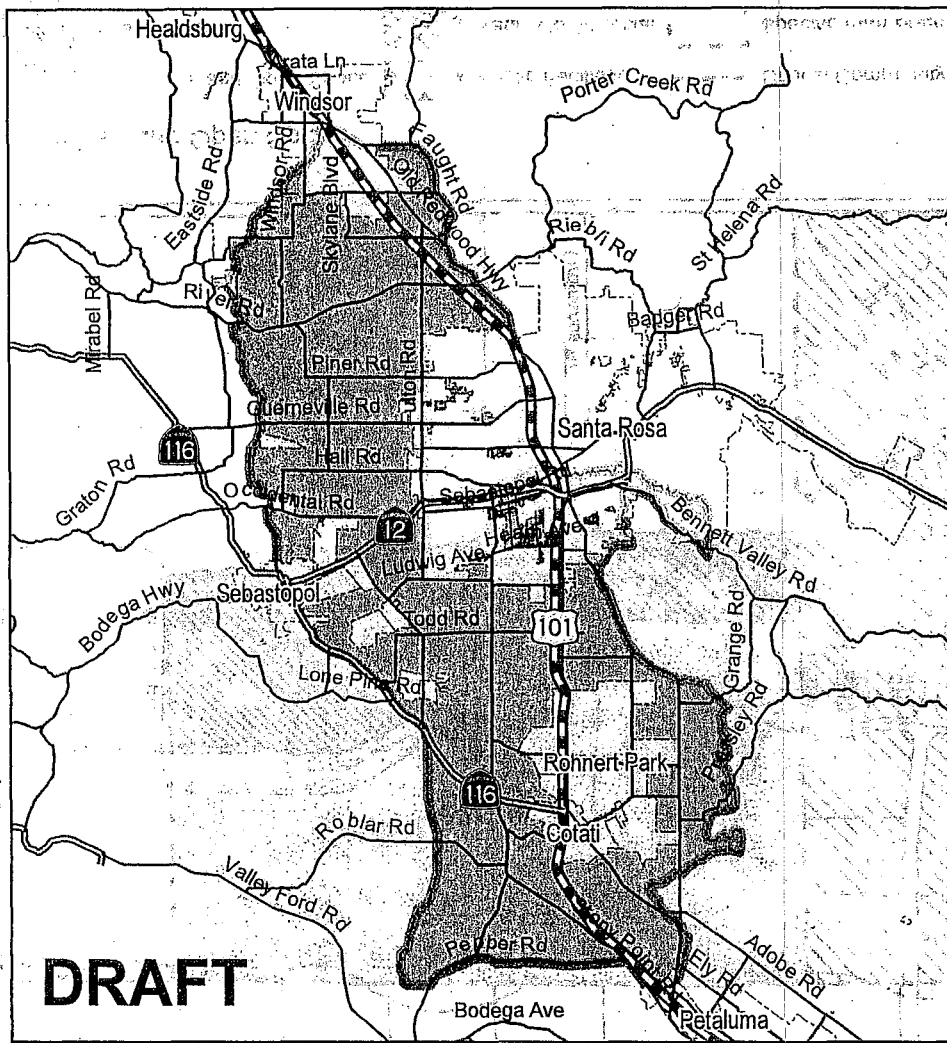 Healdsburg
Arata Ln
Windsor
Porter Creek Rd
Faught Rd
Eastside Rd
Windsor Rd
Skylane Blvd
Old Redwood Hwy
St Helena Rd
Riebli Rd
River Rd
Badger Rd
Mirabel Rd
Piner Rd
Fulton Rd
Guerneville Rd
Santa Rosa
116
Hall Rd
Graton Rd
Occidental Rd
Sebastopol
12
Hearn Ave
Bennett Valley Rd
Ludwig Ave
Sebastopol
Bodega Hwy
Todd Rd
101
Grange Rd
Lone Pine Rd
Pressley Rd
Rohnert Park
116
Roblar Rd
Cotati
Valley Ford Rd
Pepper Rd
Stony Point Rd
Ely Rd
Adobe Rd
DRAFT
Bodega Ave
Petaluma